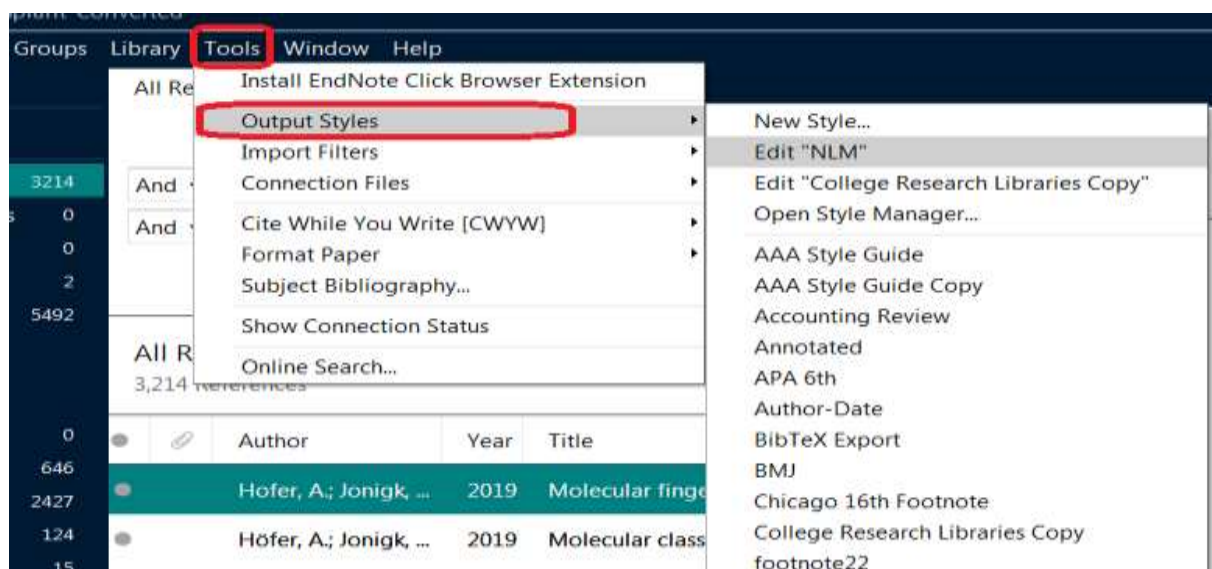 Groups Library Tools Window Help
All Re
Install EndNote Click Browser Extension
Output Styles
Import Filters
Connection Files
Cite While You Write [CWYW]
Format Paper
Subject Bibliography...
Show Connection Status
Online Search...
New Style...
Edit "NLM"
Edit "College Research Libraries Copy"
Open Style Manager...
AAA Style Guide
AAA Style Guide Copy
Accounting Review
Annotated
APA 6th
Author-Date
BibTeX Export
BMJ
Chicago 16th Footnote
College Research Libraries Copy
footnote22
3214
s 0
0
2
5492
0
646
2427
124
15
And
And
All R
3,214 References
Author Year Title
Hofer, A.; Jonigk, ... 2019 Molecular finge
Höfer, A.; Jonigk, ... 2019 Molecular class